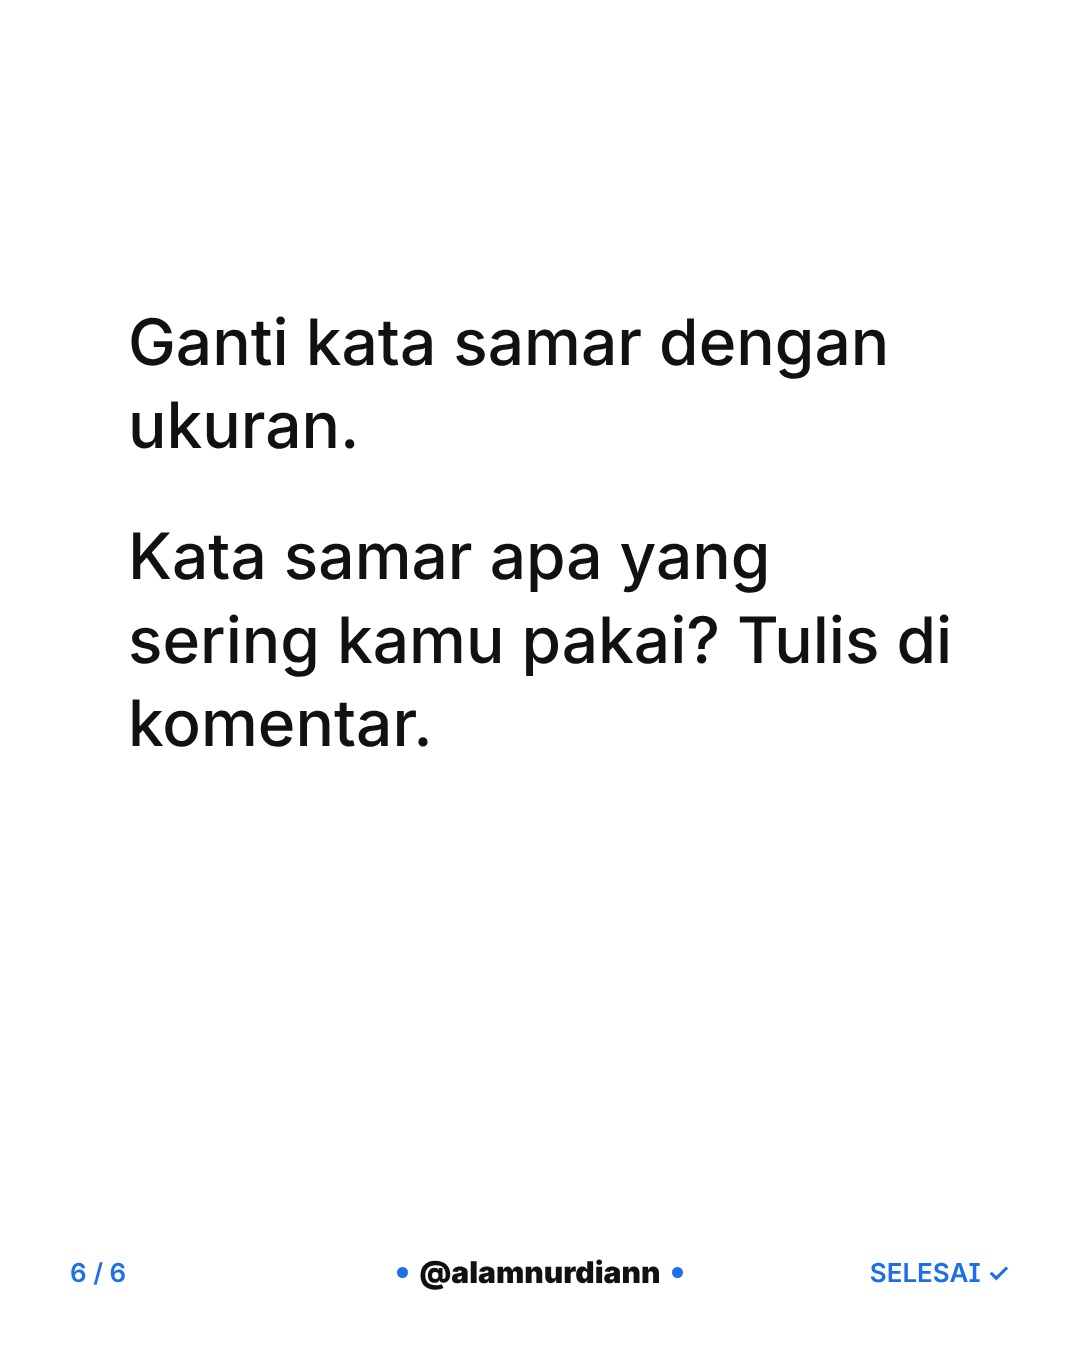 Ganti kata samar dengan
ukuran.
Kata samar apa yang
sering kamu pakai? Tulis di
komentar.
6 / 6
• @alamnurdiann •
SELESAI ✓